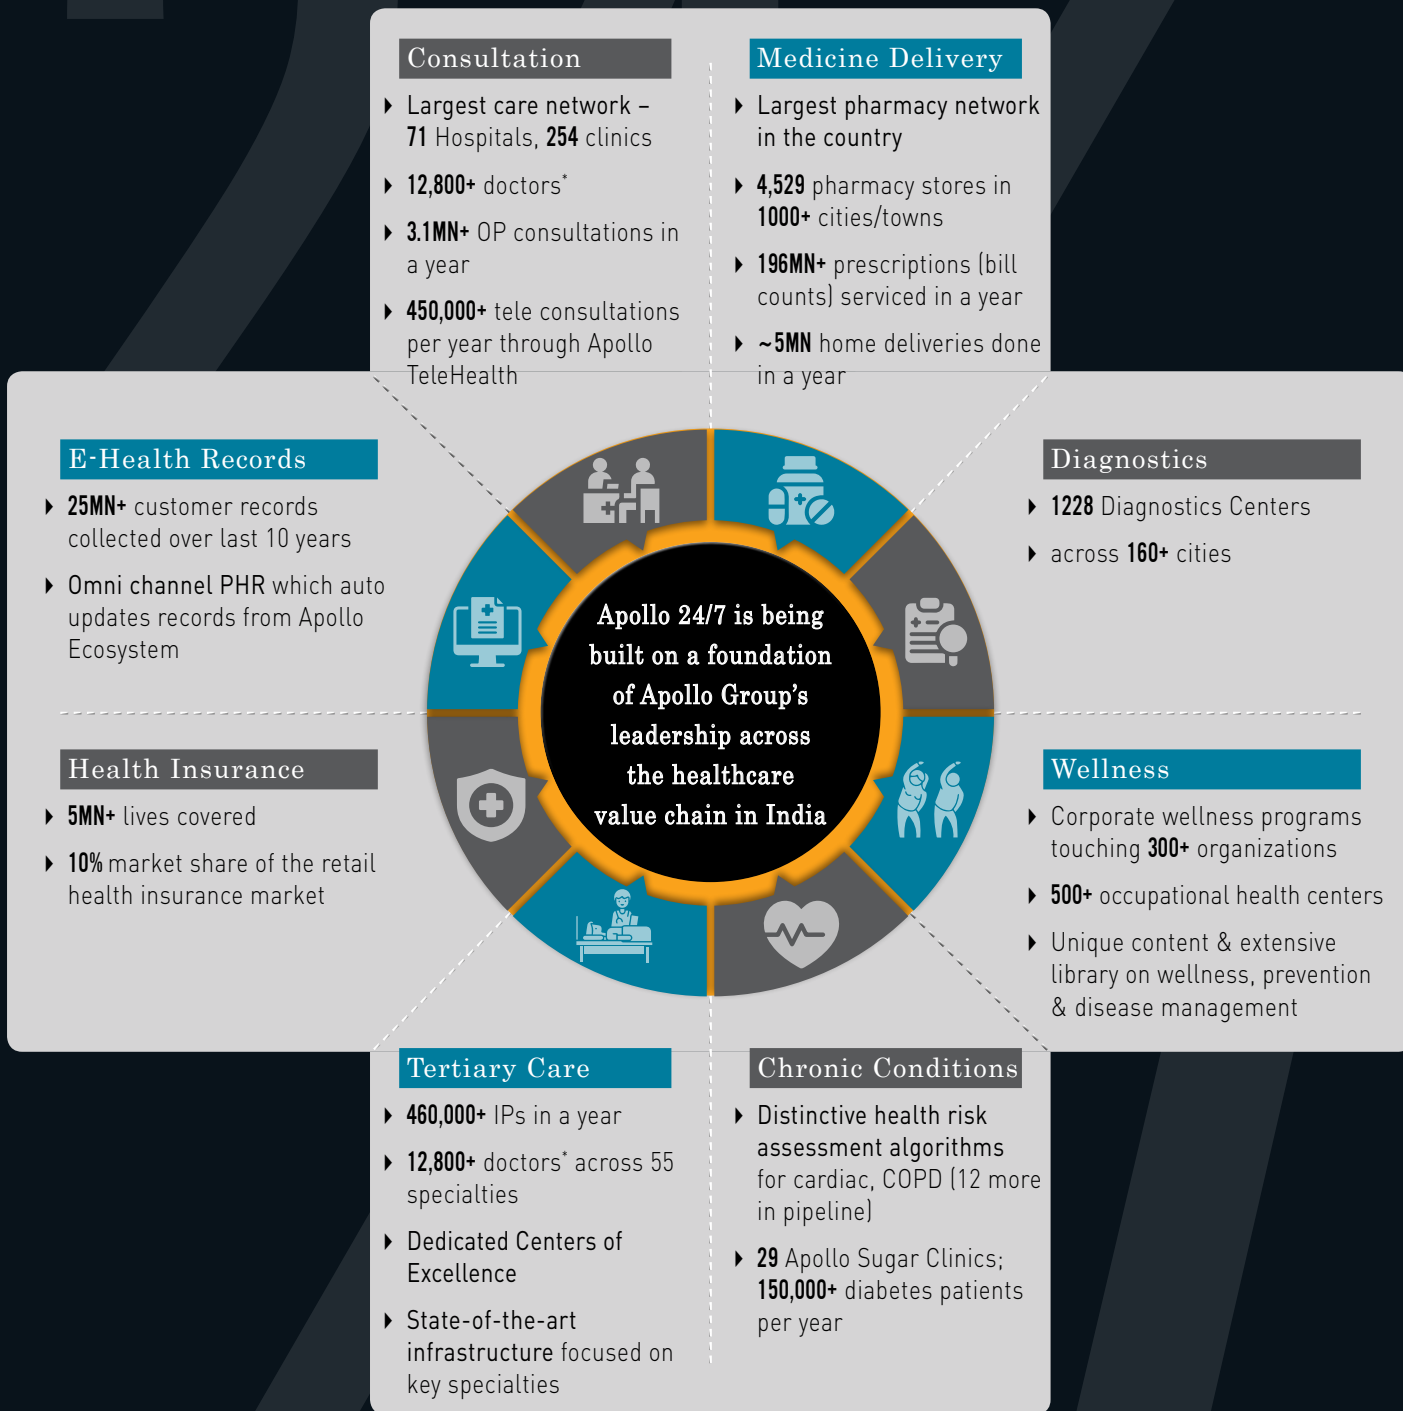 Consultation
Largest care network –
71 Hospitals, 254 clinics
12,800+ doctors*
3.1MN+ OP consultations in
a year
450,000+ tele consultations
per year through Apollo
TeleHealth
Medicine Delivery
Largest pharmacy network
in the country
4,529 pharmacy stores in
1000+ cities/towns
196MN+ prescriptions (bill
counts) serviced in a year
~5MN home deliveries done
in a year
E-Health Records
25MN+ customer records
collected over last 10 years
Omni channel PHR which auto
updates records from Apollo
Ecosystem
Diagnostics
1228 Diagnostics Centers
across 160+ cities
Apollo 24/7 is being
built on a foundation
of Apollo Group's
leadership across
the healthcare
value chain in India
Health Insurance
5MN+ lives covered
10% market share of the retail
health insurance market
Wellness
Corporate wellness programs
touching 300+ organizations
500+ occupational health centers
Unique content & extensive
library on wellness, prevention
& disease management
Tertiary Care
460,000+ IPs in a year
12,800+ doctors* across 55
specialties
Dedicated Centers of
Excellence
State-of-the-art
infrastructure focused on
key specialties
Chronic Conditions
Distinctive health risk
assessment algorithms
for cardiac, COPD (12 more
in pipeline)
29 Apollo Sugar Clinics;
150,000+ diabetes patients
per year